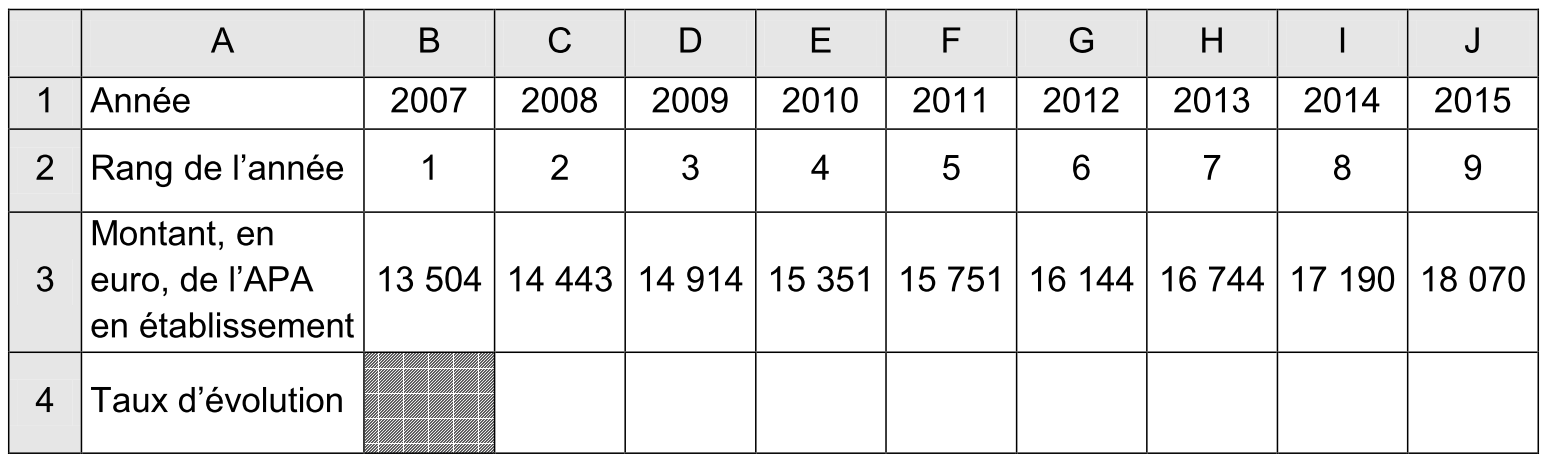 A B C D E F G H I J
1 Année 2007 2008 2009 2010 2011 2012 2013 2014 2015
2 Rang de l’année 1 2 3 4 5 6 7 8 9
Montant, en
3 euro, de l’APA 13 504 14 443 14 914 15 351 15 751 16 144 16 744 17 190 18 070
en établissement
4 Taux d’évolution